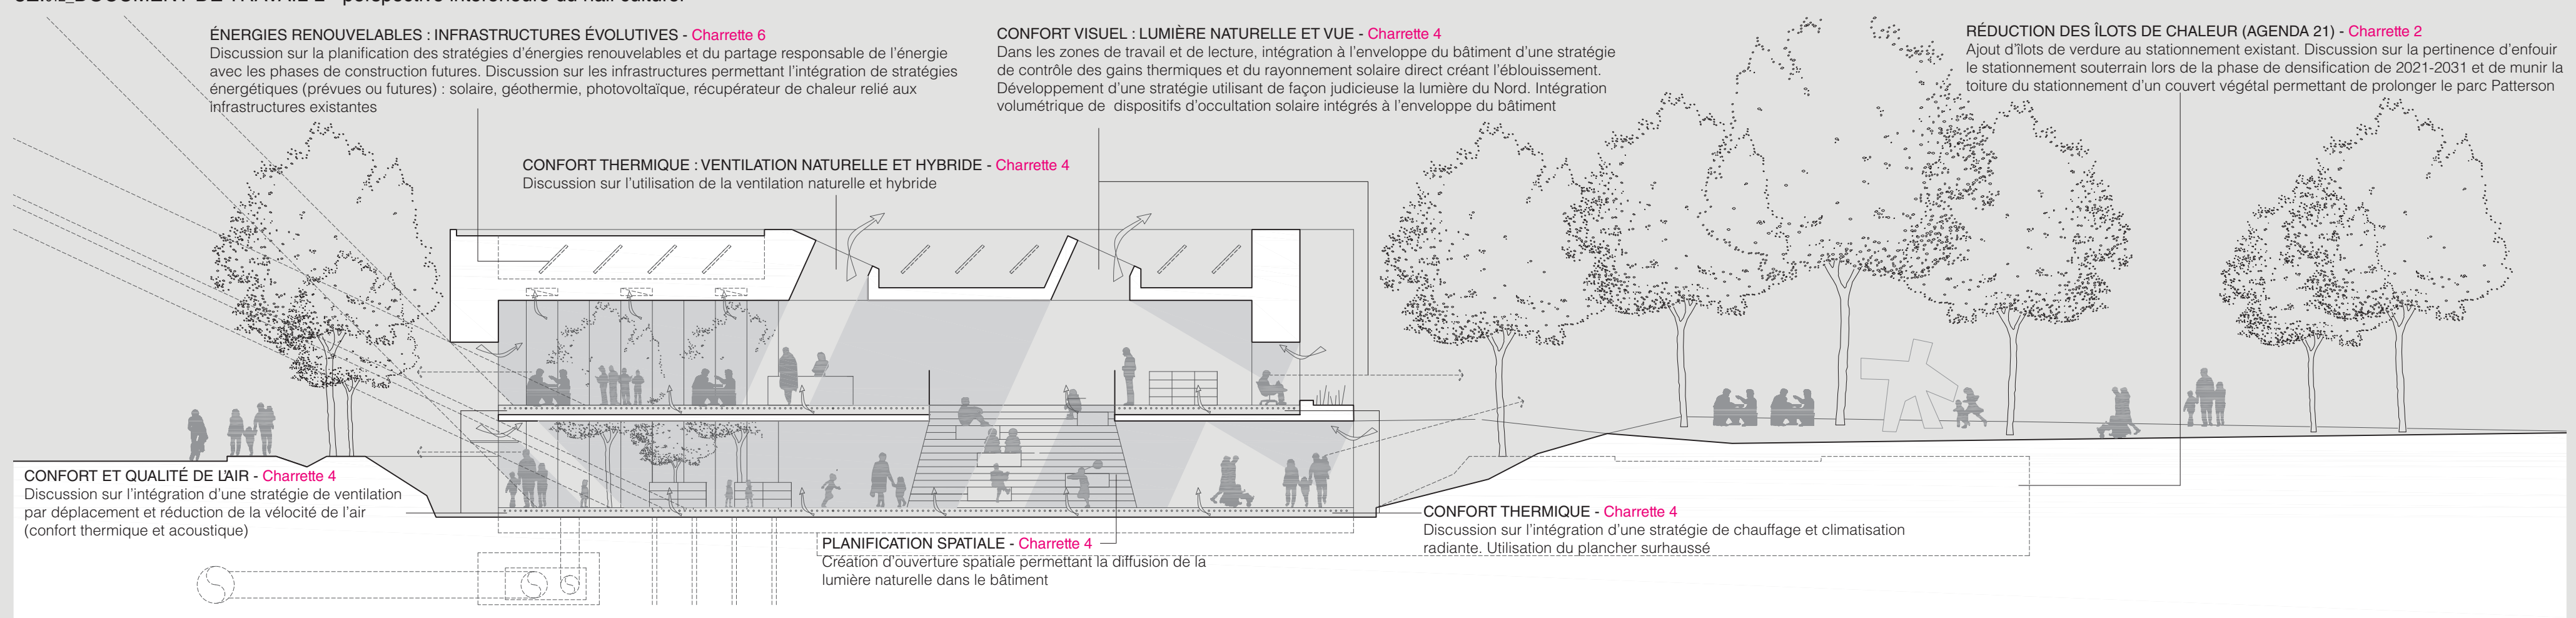 ÉNERGIES RENOUVELABLES : INFRASTRUCTURES ÉVOLUTIVES - Charrette 6
Discussion sur la planification des stratégies d'énergies renouvelables et du partage responsable de l'énergie
avec les phases de construction futures. Discussion sur les infrastructures permettant l'intégration de stratégies
énergétiques (prévues ou futures) : solaire, géothermie, photovoltaïque, récupérateur de chaleur relié aux
infrastructures existantes
CONFORT VISUEL : LUMIÈRE NATURELLE ET VUE - Charrette 4
Dans les zones de travail et de lecture, intégration à l'enveloppe du bâtiment d'une stratégie
de contrôle des gains thermiques et du rayonnement solaire direct créant l'éblouissement.
Développement d'une stratégie utilisant de façon judicieuse la lumière du Nord. Intégration
volumétrique de dispositifs d'occultation solaire intégrés à l'enveloppe du bâtiment
RÉDUCTION DES ÎLOTS DE CHALEUR (AGENDA 21) - Charrette 2
Ajout d'îlots de verdure au stationnement existant. Discussion sur la pertinence d'enfouir
le stationnement souterrain lors de la phase de densification de 2021-2031 et de munir la
toiture du stationnement d'un couvert végétal permettant de prolonger le parc Patterson
CONFORT THERMIQUE : VENTILATION NATURELLE ET HYBRIDE - Charrette 4
Discussion sur l'utilisation de la ventilation naturelle et hybride
CONFORT ET QUALITÉ DE L'AIR - Charrette 4
Discussion sur l'intégration d'une stratégie de ventilation
par déplacement et réduction de la vélocité de l'air
(confort thermique et acoustique)
PLANIFICATION SPATIALE - Charrette 4
Création d'ouverture spatiale permettant la diffusion de la
lumière naturelle dans le bâtiment
CONFORT THERMIQUE - Charrette 4
Discussion sur l'intégration d'une stratégie de chauffage et climatisation
radiante. Utilisation du plancher surhaussé